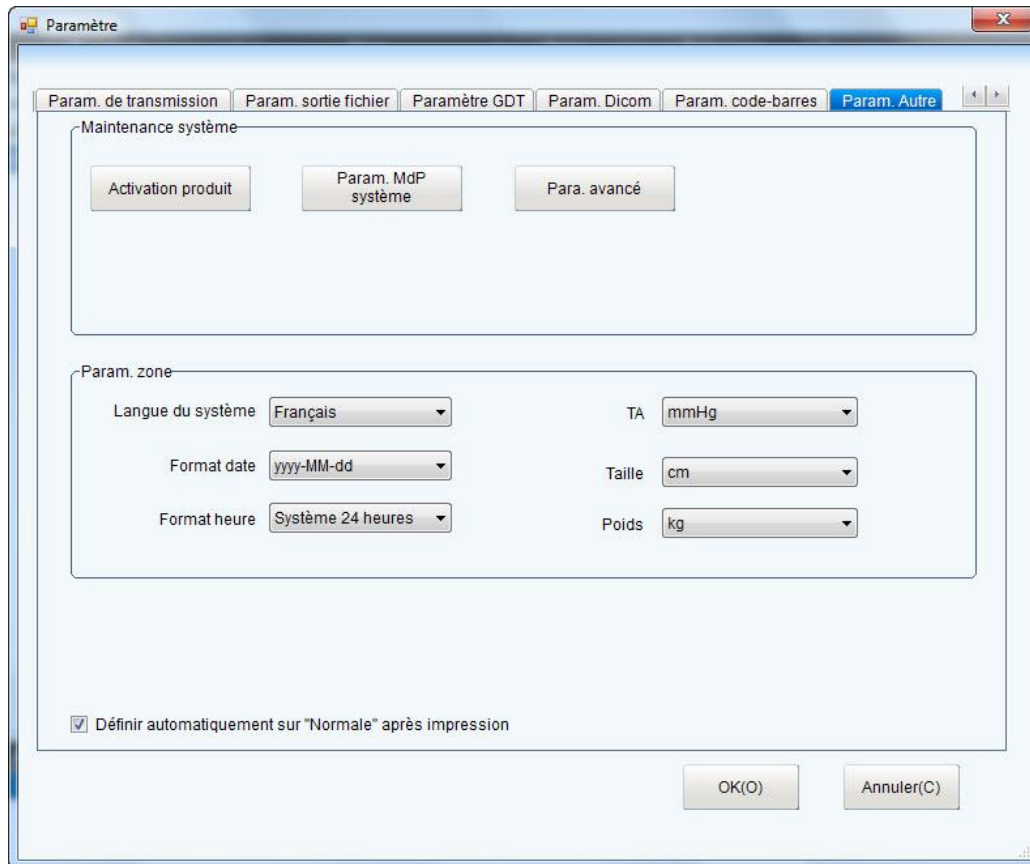 Paramètre
Param. de transmission
Param. sortie fichier
Paramètre GDT
Param. Dicom
Param. code-barres
Param. Autre
Maintenance système
Activation produit
Param. MdP
système
Para. avancé
Param. zone
Langue du système
Français
TA
mmHg
Format date
yyyy-MM-dd
Taille
cm
Format heure
Système 24 heures
Poids
kg
Définir automatiquement sur "Normale" après impression
OK(O)
Annuler(C)